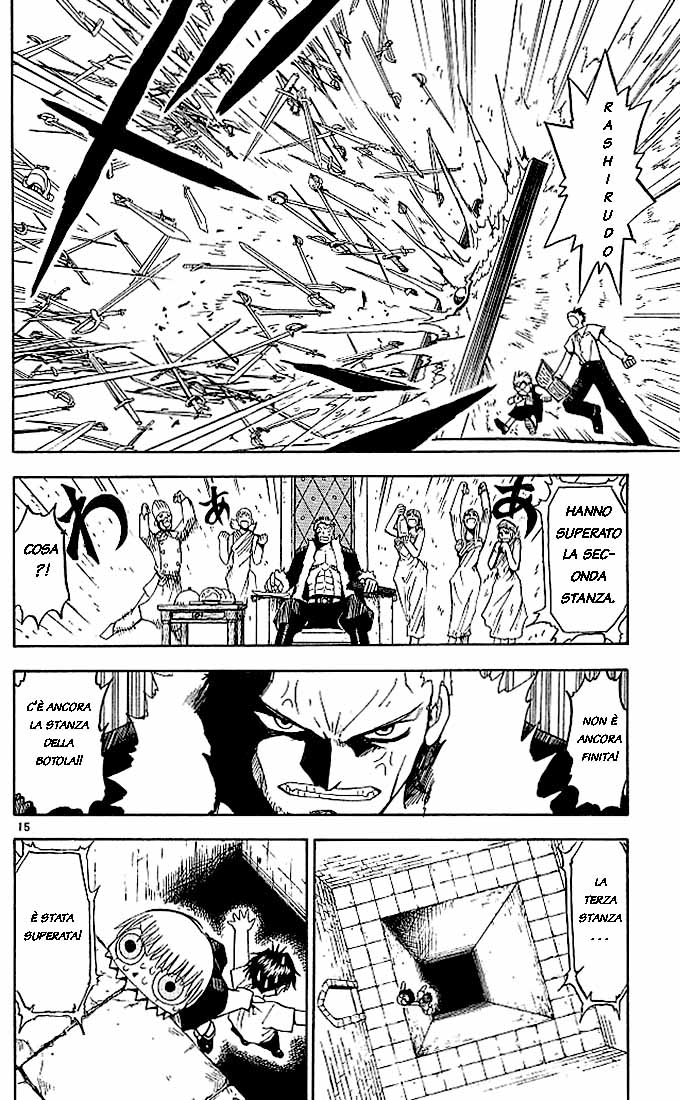 RASHIRUDO
HANNO
SUPERATO
LA SEC-
ONDA
STANZA.
あ
あ
わ
COSA
?!
NON È
ANCORA
FINITA!
C'È ANCORA
LA STANZA
DELLA
BOTOLA!!
15
LA
TERZA
STANZA
...
È STATA
SUPERATA!